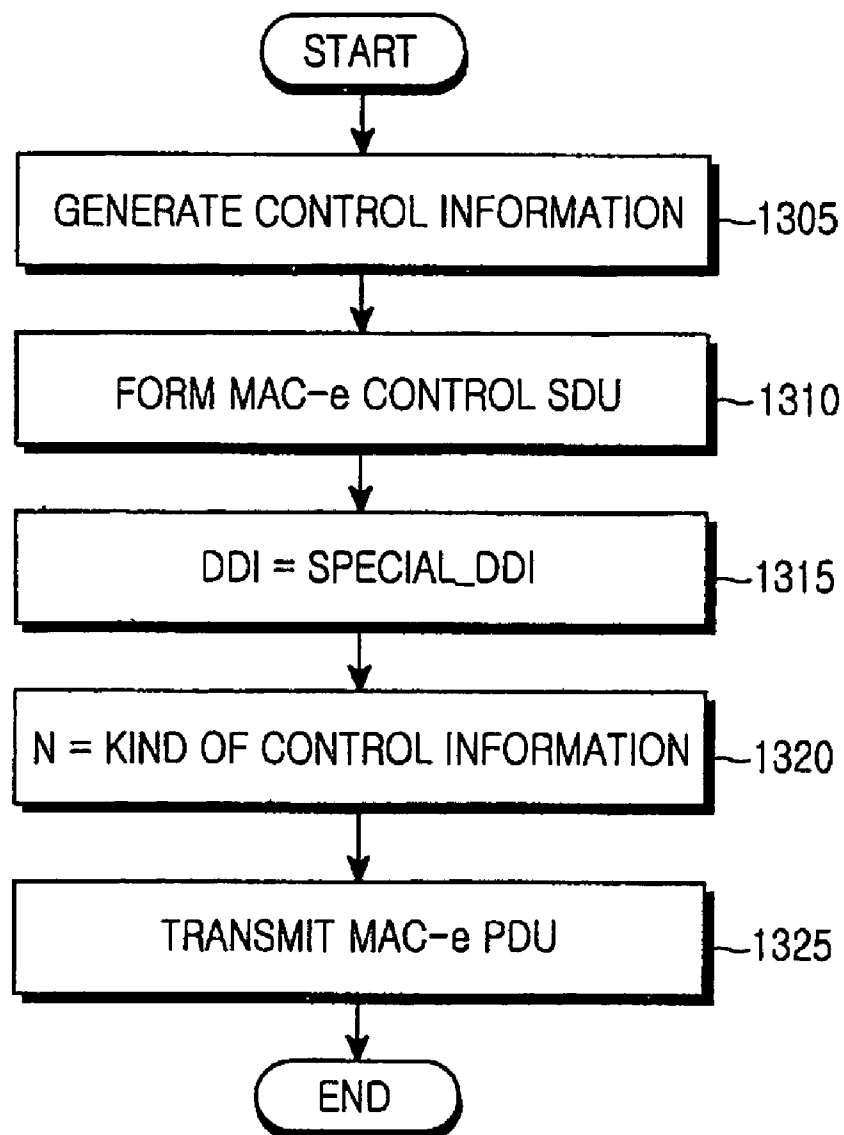 START
GENERATE CONTROL INFORMATION
1305
FORM MAC-e CONTROL SDU
1310
DDI = SPECIAL_DDI
1315
N = KIND OF CONTROL INFORMATION
1320
TRANSMIT MAC-e PDU
1325
END